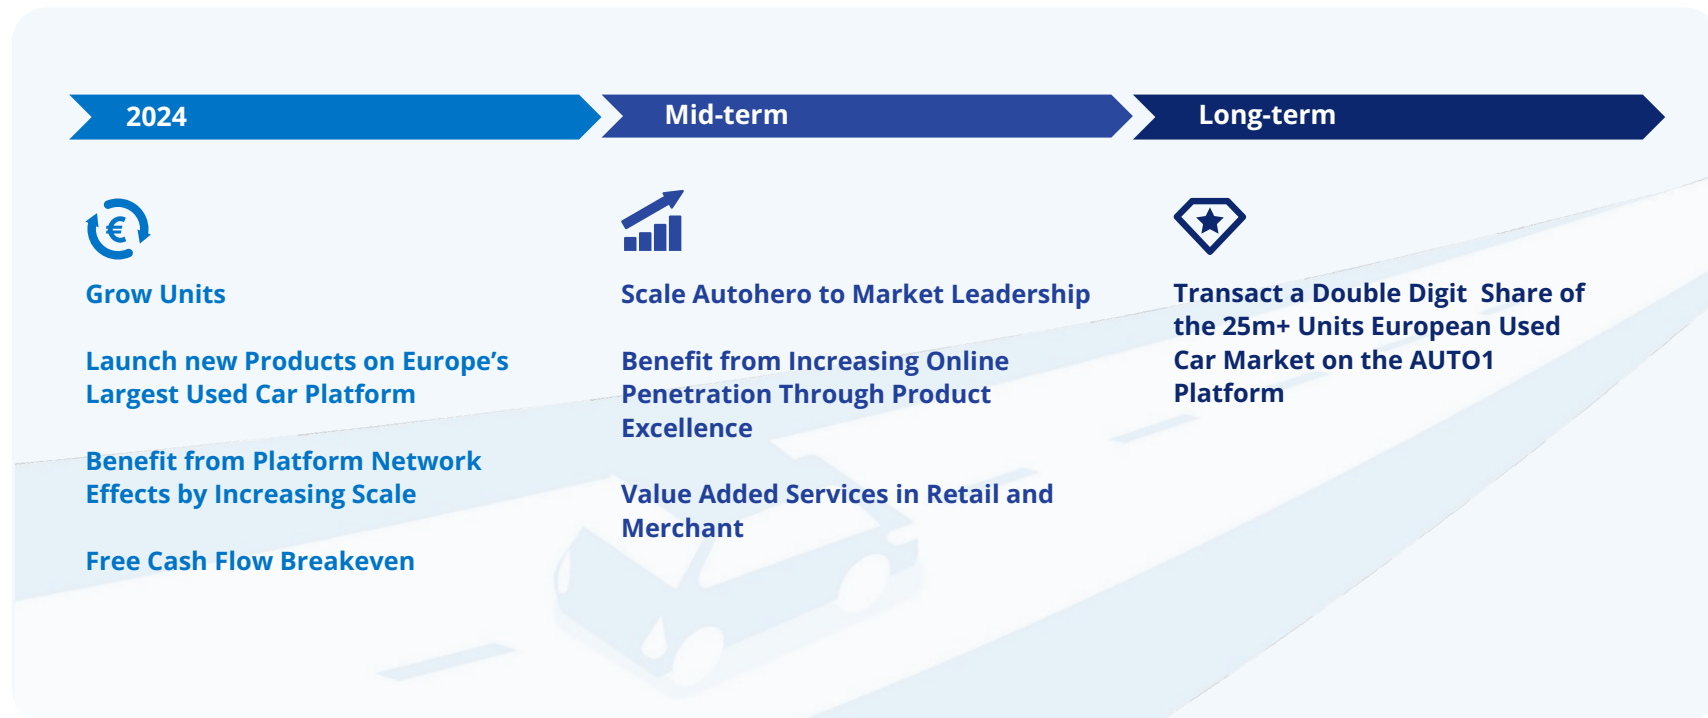 2024
Grow Units
Launch new Products on Europe’s
Largest Used Car Platform
Benefit from Platform Network
Effects by Increasing Scale
Free Cash Flow Breakeven
Mid-term
Scale Autohero to Market Leadership
Benefit from Increasing Online
Penetration Through Product
Excellence
Value Added Services in Retail and
Merchant
Long-term
Transact a Double Digit  Share of
the 25m+ Units European Used
Car Market on the AUTO1
Platform